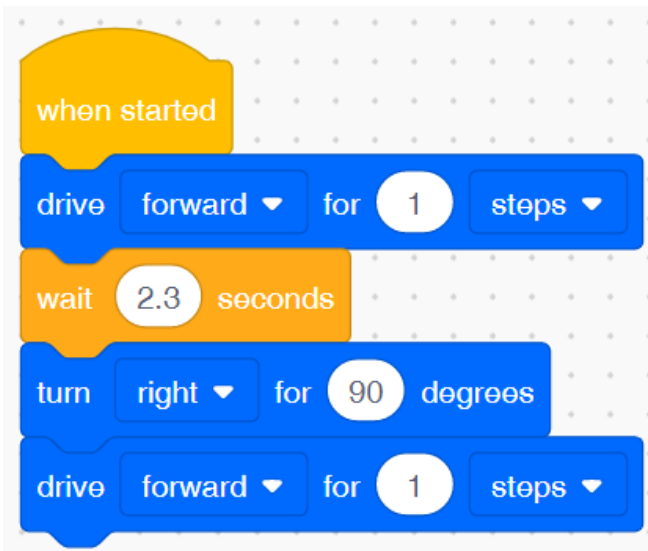 when started
drive forward for 1 steps
wait 2.3 seconds
turn right for 90 degrees
drive forward for 1 steps